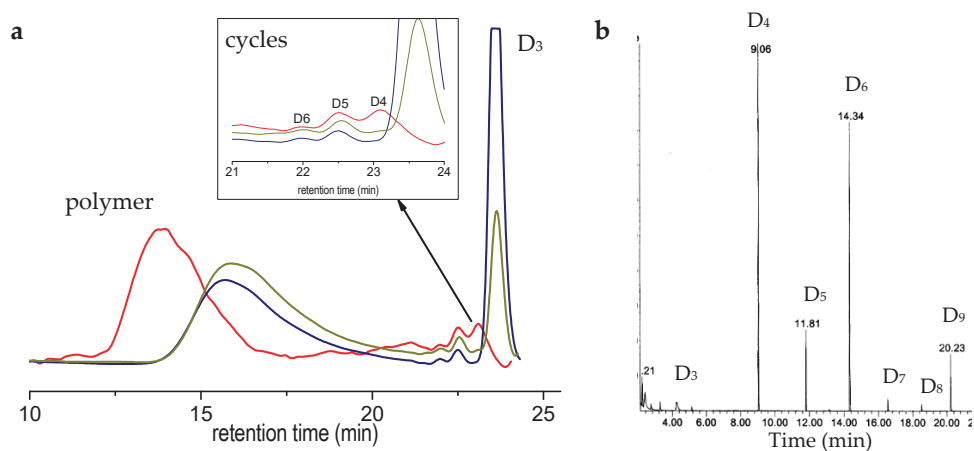 a
cycles
D6
D5
D4
21
22
23
24
retention time (min)
D3
polymer
10
15
20
25
retention time (min)
b
D4
9.06
D6
14.34
D5
11.81
D9
20.23
.21
D3
D7
D8
4.00 6.00 8.00 10.00 12.00 14.00 16.00 18.00 20.00
Time (min)